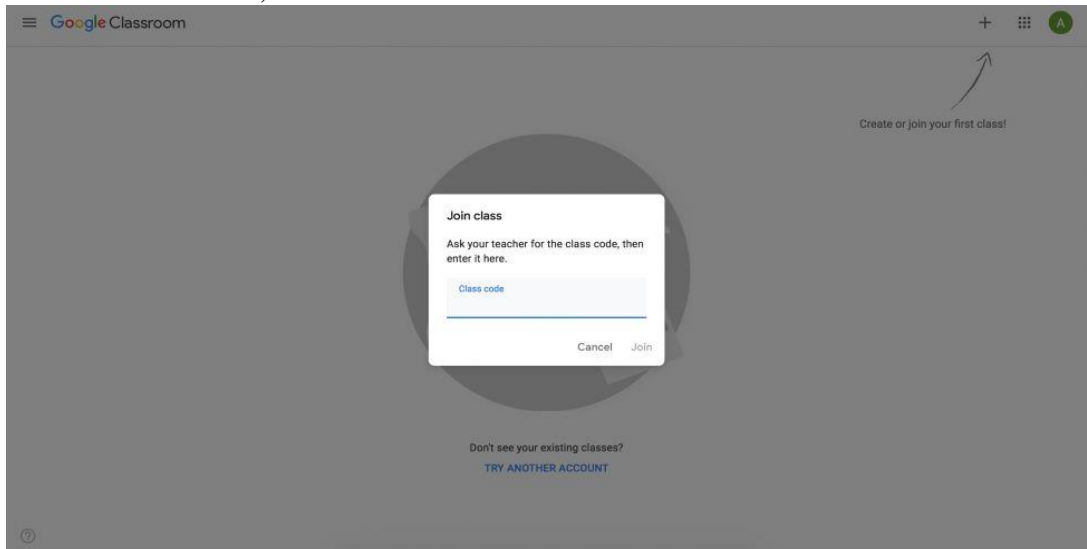 Google Classroom
A
Create or join your first class!
Join class
Ask your teacher for the class code, then
enter it here.
Class code
Cancel Join
Don't see your existing classes?
TRY ANOTHER ACCOUNT